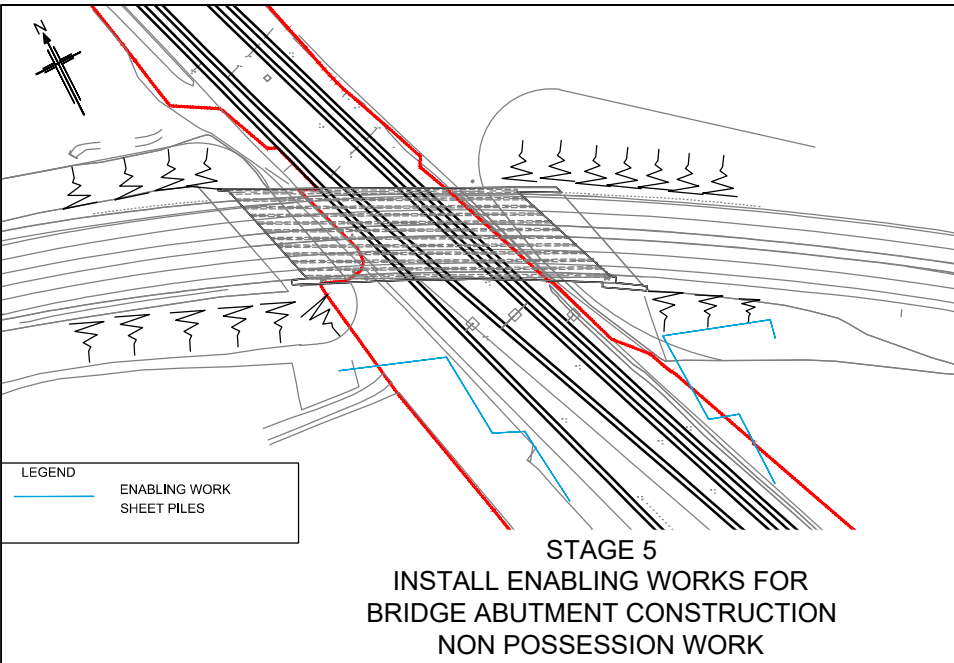 N
LEGEND
ENABLING WORK
SHEET PILES
STAGE 5
INSTALL ENABLING WORKS FOR
BRIDGE ABUTMENT CONSTRUCTION
NON POSSESSION WORK